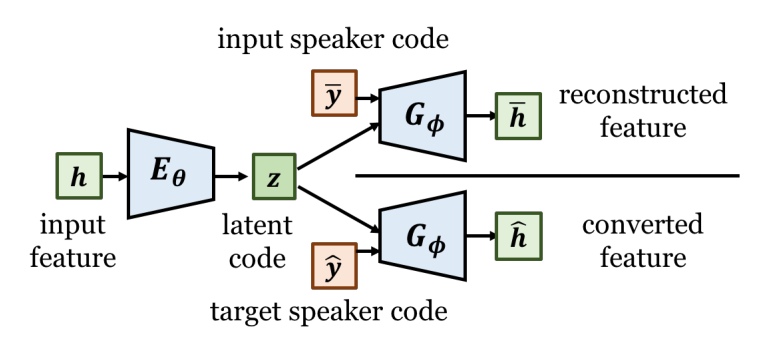 input speaker code
y̅
G_ϕ
h̅
reconstructed
feature
h
E_θ
z
input
feature
latent
code
G_ϕ
ĥ
converted
feature
ŷ
target speaker code